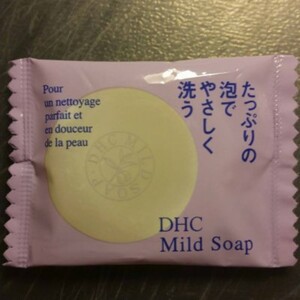 Pour
un nettoyage
parfait et
en douceur
de la peau
たっぷりの
泡で
やさしく
洗う
DHC
Mild Soap